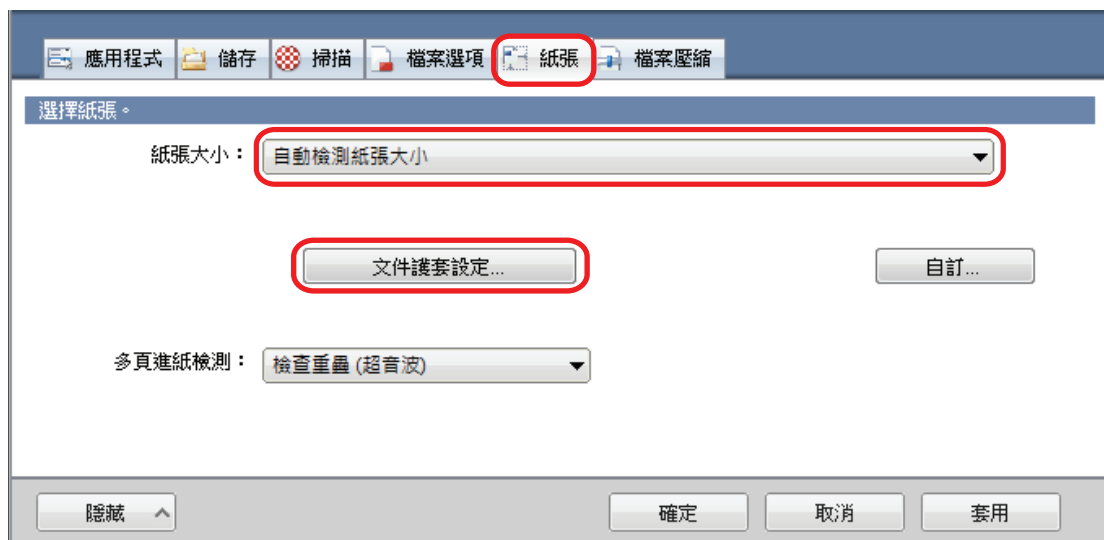 應用程式 儲存 掃描 檔案選項 紙張 檔案壓縮
選擇紙張。
紙張大小： 自動檢測紙張大小
文件護套設定... 自訂...
多頁進紙檢測： 檢查重疊 (超音波)
隱藏 確定 取消 套用